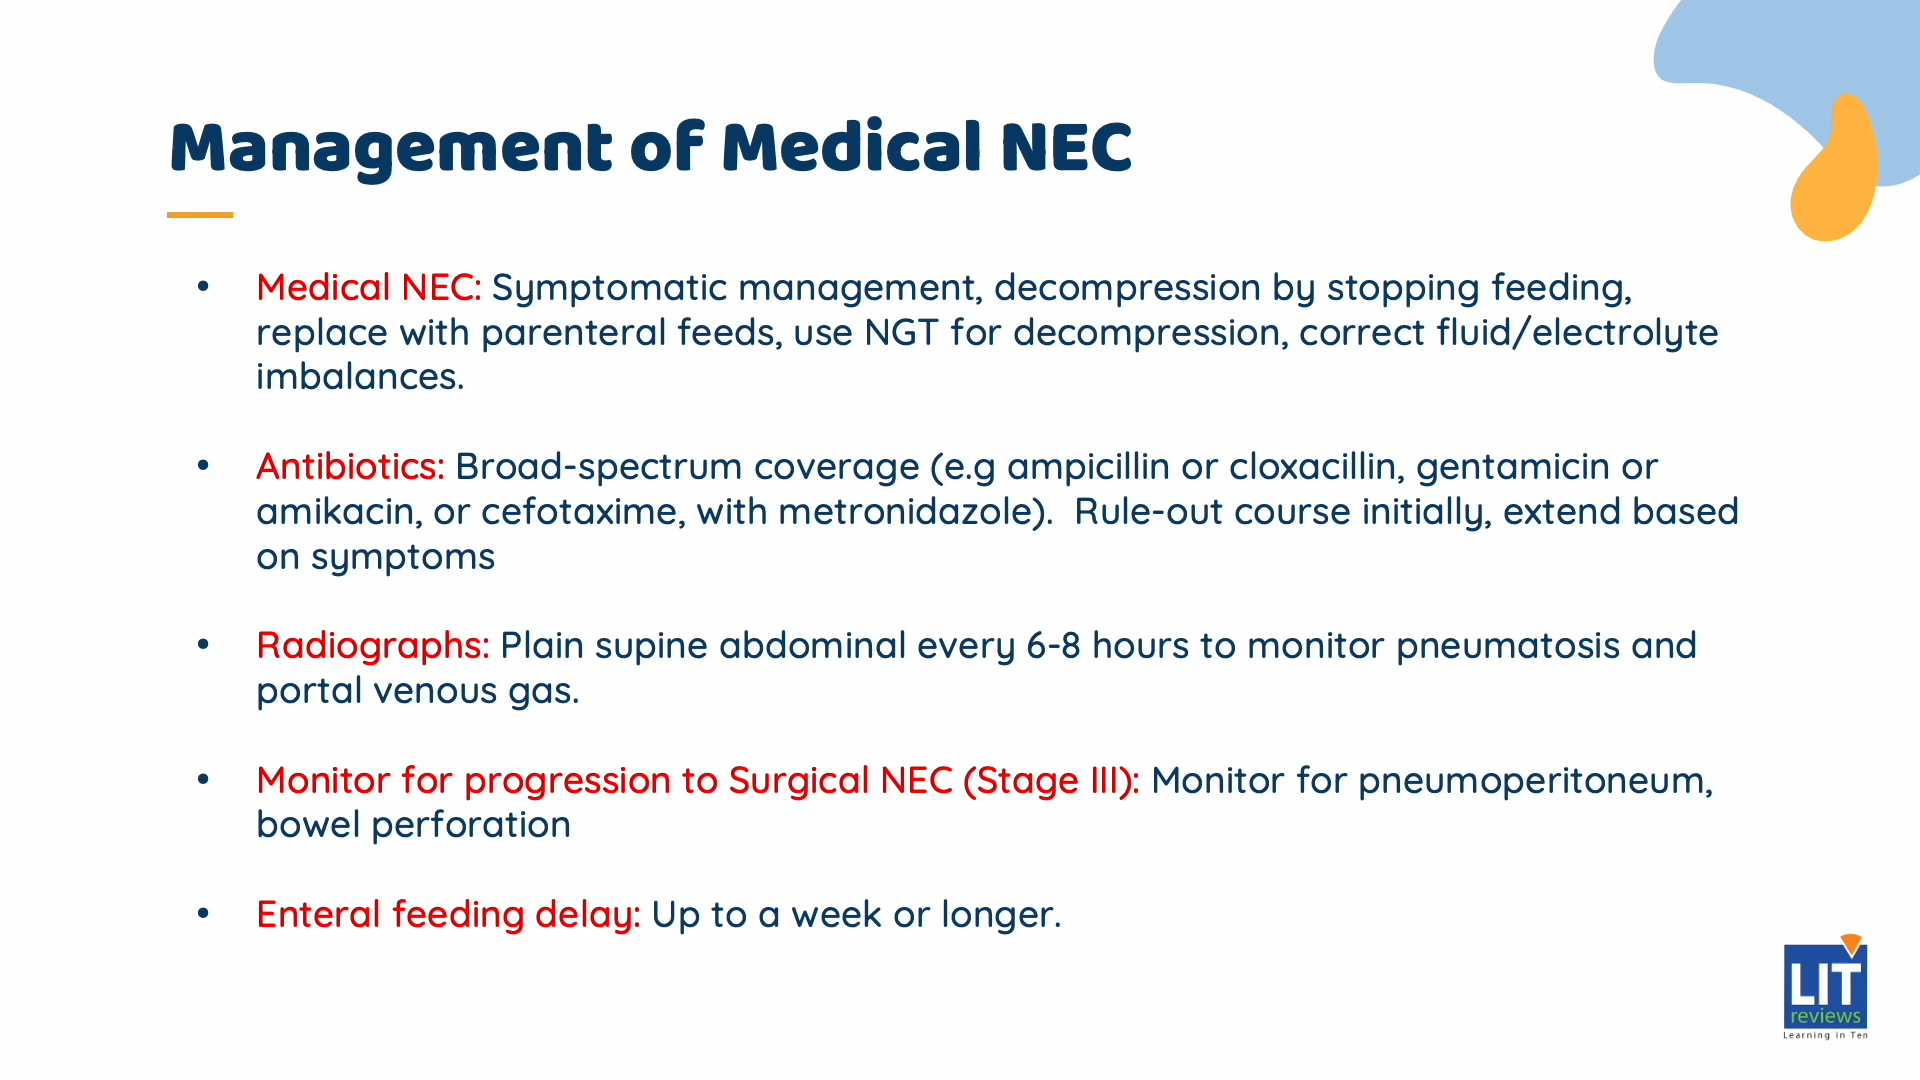 Management of Medical NEC
• Medical NEC: Symptomatic management, decompression by stopping feeding,
replace with parenteral feeds, use NGT for decompression, correct fluid/electrolyte
imbalances.
• Antibiotics: Broad-spectrum coverage (e.g ampicillin or cloxacillin, gentamicin or
amikacin, or cefotaxime, with metronidazole).  Rule-out course initially, extend based
on symptoms
• Radiographs: Plain supine abdominal every 6-8 hours to monitor pneumatosis and
portal venous gas.
• Monitor for progression to Surgical NEC (Stage III): Monitor for pneumoperitoneum,
bowel perforation
• Enteral feeding delay: Up to a week or longer.
LIT
reviews
Learning in Ten